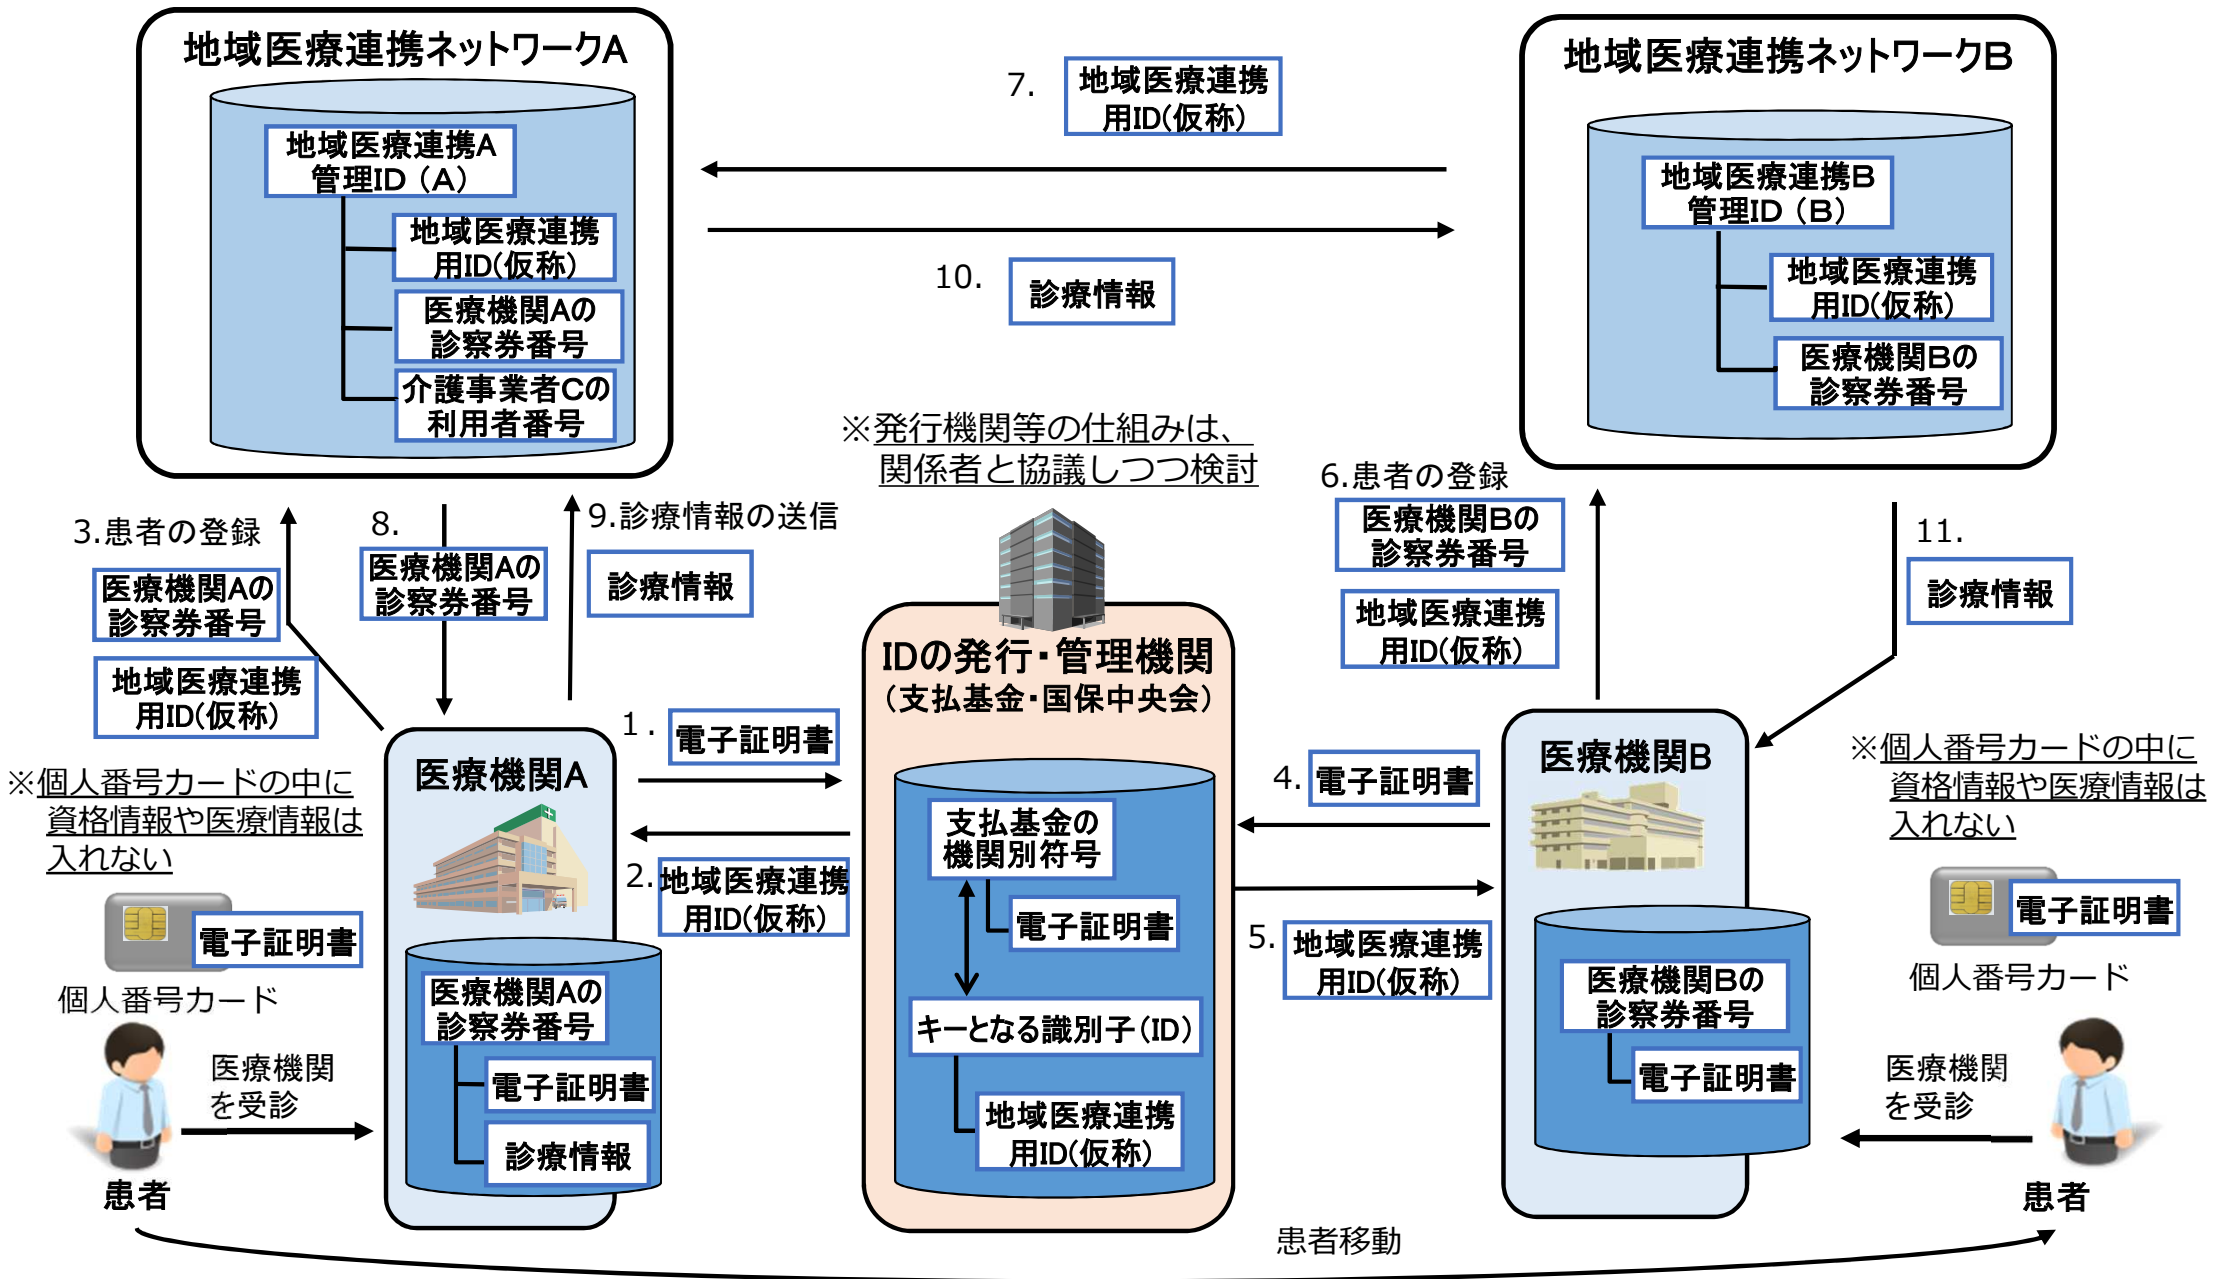 地域医療連携ネットワークA
地域医療連携A
管理ID（A）
地域医療連携
用ID(仮称)
医療機関Aの
診察券番号
介護事業者Cの
利用者番号
7.
地域医療連携
用ID(仮称)
10.
診療情報
地域医療連携ネットワークB
地域医療連携B
管理ID（B）
地域医療連携
用ID(仮称)
医療機関Bの
診察券番号
※発行機関等の仕組みは、
関係者と協議しつつ検討
3.患者の登録
医療機関Aの
診察券番号
地域医療連携
用ID(仮称)
8.
医療機関Aの
診察券番号
9.診療情報の送信
診療情報
6.患者の登録
医療機関Bの
診察券番号
地域医療連携
用ID(仮称)
11.
診療情報
※個人番号カードの中に
資格情報や医療情報は
入れない
電子証明書
個人番号カード
患者
医療機関
を受診
医療機関A
医療機関Aの
診察券番号
電子証明書
診療情報
1.
電子証明書
2.
地域医療連携
用ID(仮称)
IDの発行・管理機関
（支払基金・国保中央会）
支払基金の
機関別符号
電子証明書
キーとなる識別子（ID）
地域医療連携
用ID(仮称)
4.
電子証明書
5.
地域医療連携
用ID(仮称)
医療機関B
医療機関Bの
診察券番号
電子証明書
※個人番号カードの中に
資格情報や医療情報は
入れない
電子証明書
個人番号カード
医療機関
を受診
患者
患者移動